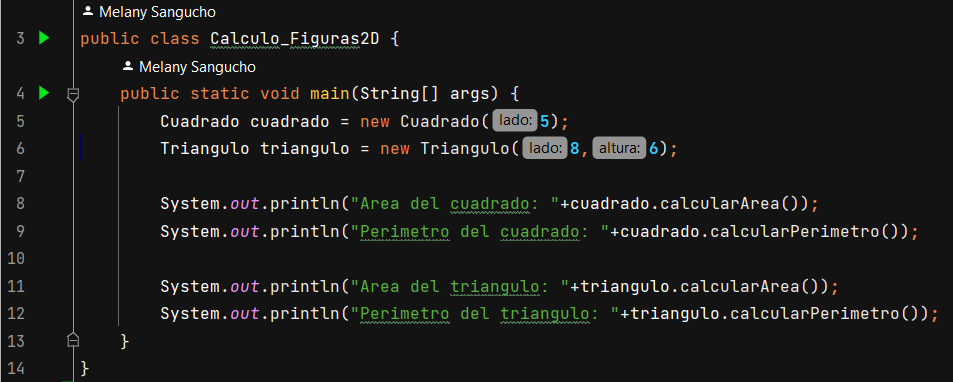 Melany Sangucho
3 public class Calculo_Figuras2D {
Melany Sangucho
4 public static void main(String[] args) {
5 Cuadrado cuadrado = new Cuadrado( lado: 5);
6 Triangulo triangulo = new Triangulo( lado: 8, altura: 6);
7
8 System.out.println("Area del cuadrado: "+cuadrado.calcularArea());
9 System.out.println("Perimetro del cuadrado: "+cuadrado.calcularPerimetro());
10
11 System.out.println("Area del triangulo: "+triangulo.calcularArea());
12 System.out.println("Perimetro del triangulo: "+triangulo.calcularPerimetro());
13 }
14 }